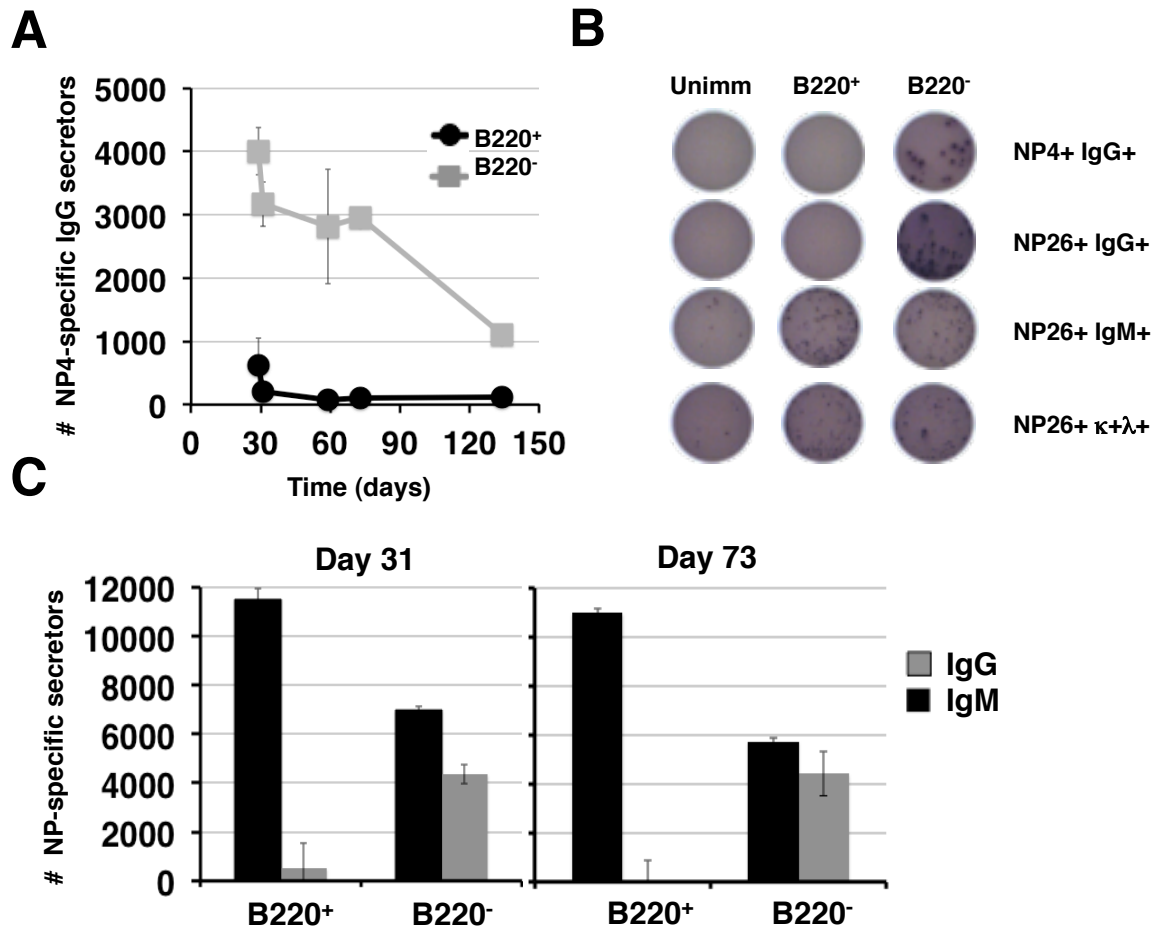 A
# NP4-specific IgG secretors
5000
4000
3000
2000
1000
0
0 30 60 90 120 150
Time (days)
B220+
B220-
B
Unimm B220+ B220-
NP4+ IgG+
NP26+ IgG+
NP26+ IgM+
NP26+ κ+λ+
C
# NP-specific secretors
Day 31 Day 73
12000
10000
8000
6000
4000
2000
0
B220+ B220- B220+ B220-
IgG
IgM